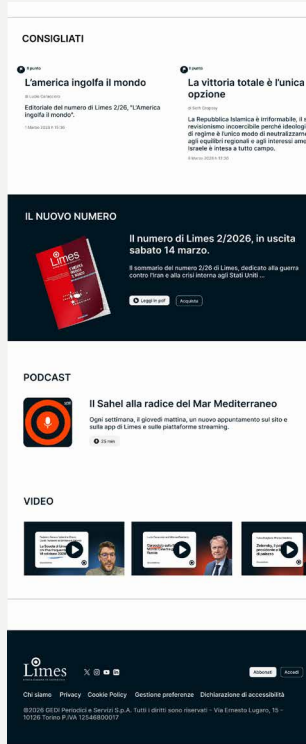 CONSIGLIATI
Il punto
L'america ingolfa il mondo
di Lucio Caracciolo
Editoriale del numero di Limes 2/26, "L'America
ingolfa il mondo".
Il punto
La vittoria totale è l'unica
opzione
La Repubblica Islamica è irriformabile, il s
revisionismo incoercibile perché ideologi
di regime è l'unico modo di neutralizzarne
agli equilibri regionali e agli interessi ame
Israele è intesa a tutto campo.
IL NUOVO NUMERO
Limes
Il numero di Limes 2/2026, in uscita
sabato 14 marzo.
Il sommario del numero 2/26 di Limes, dedicato alla guerra
contro l'Iran e alla crisi interna agli Stati Uniti ...
Leggi in pdf
Acquista
PODCAST
Il Sahel alla radice del Mar Mediterraneo
Ogni settimana, il giovedì mattina, un nuovo appuntamento sul sito e
sulla app di Limes e sulle piattaforme streaming.
25 min
VIDEO
Limes
Abbonati
Accedi
Chi siamo Privacy Cookie Policy Gestione preferenze Dichiarazione di accessibilità
©2026 GEDI Periodici e Servizi S.p.A. Tutti i diritti sono riservati - Via Ernesto Lugaro, 15 -
10126 Torino P.IVA 12546800017